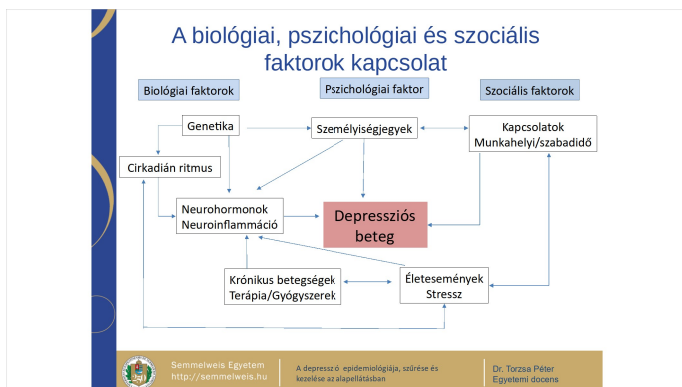 A biológiai, pszichológiai és szociális
faktorok kapcsolat
Biológiai faktorok
Pszichológiai faktor
Szociális faktorok
Genetika
Személyiségjegyek
Kapcsolatok
Munkahelyi/szabadidő
Cirkadián ritmus
Neurohormonok
Neuroinflammáció
Depressziós
beteg
Krónikus betegségek
Terápia/Gyógyszerek
Életesemények
Stressz
Semmelweis Egyetem
http://semmelweis.hu
A depressz ó epidemiológiája, szűrése és
kezelése az alapellátásban
Dr. Torzsa Péter
Egyetemi docens